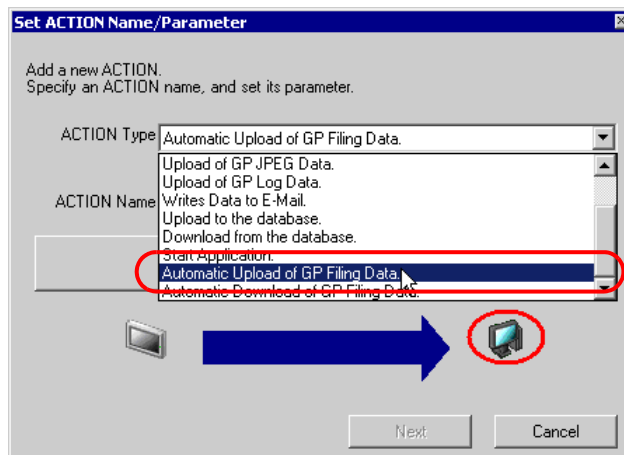 Set ACTION Name/Parameter
Add a new ACTION.
Specify an ACTION name, and set its parameter.
ACTION Type
Automatic Upload of GP Filing Data.
Upload of GP JPEG Data.
Upload of GP Log Data.
ACTION Name
Writes Data to E-Mail.
Upload to the database.
Download from the database.
Start Application.
Automatic Upload of GP Filing Data.
Automatic Download of GP Filing Data.
Next
Cancel